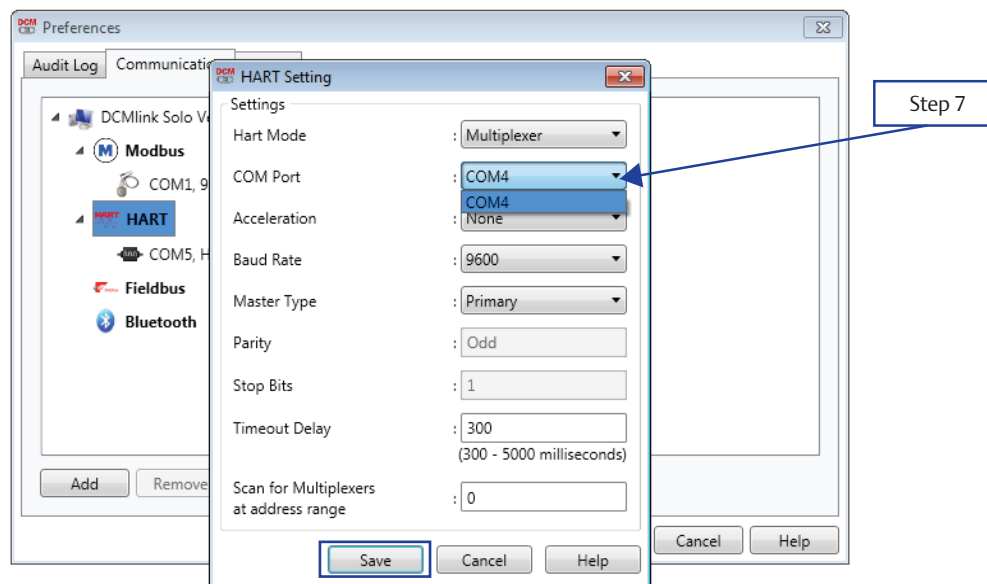 DCM Preferences
Audit Log
DCMlink Solo
Modbus
COM1, 9
HART HART
COM5, H
Fieldbus
Bluetooth
Add
Remove
Cancel
Help
DCM HART Setting
Settings
Hart Mode : Multiplexer
COM Port : COM4
COM4
Acceleration : None
Baud Rate : 9600
Master Type : Primary
Parity : Odd
Stop Bits : 1
Timeout Delay : 300
(300 - 5000 milliseconds)
Scan for Multiplexers
at address range : 0
Save
Cancel
Help
Step 7